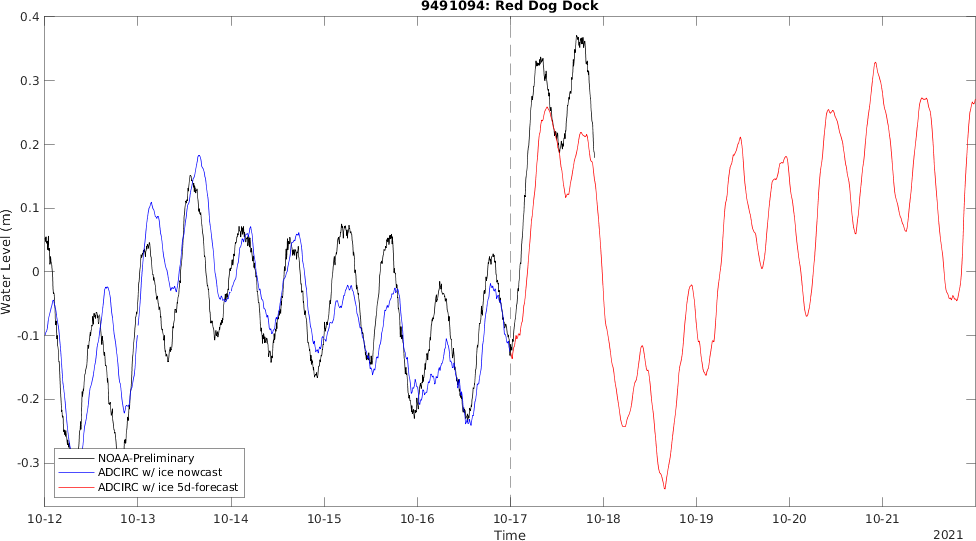 9491094: Red Dog Dock
Water Level (m)
0.4
0.3
0.2
0.1
0
-0.1
-0.2
-0.3
NOAA-Preliminary
ADCIRC w/ ice nowcast
ADCIRC w/ ice 5d-forecast
10-12 10-13 10-14 10-15 10-16 10-17 10-18 10-19 10-20 10-21
Time
2021